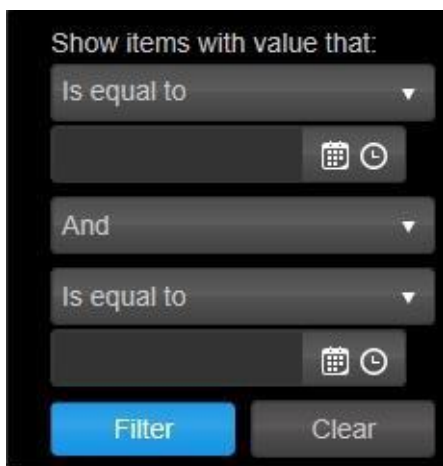 Show items with value that:
Is equal to
And
Is equal to
Filter Clear